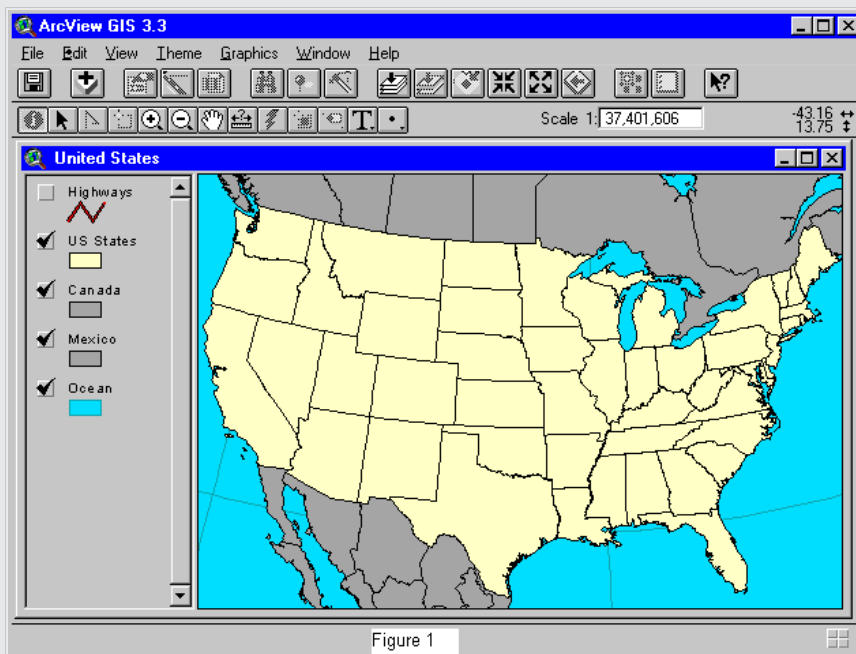 ArcView GIS 3.3
File Edit View Theme Graphics Window Help
T
Scale 1: 37,401,606
-43.16
13.75
United States
Highways
US States
Canada
Mexico
Ocean
Figure 1